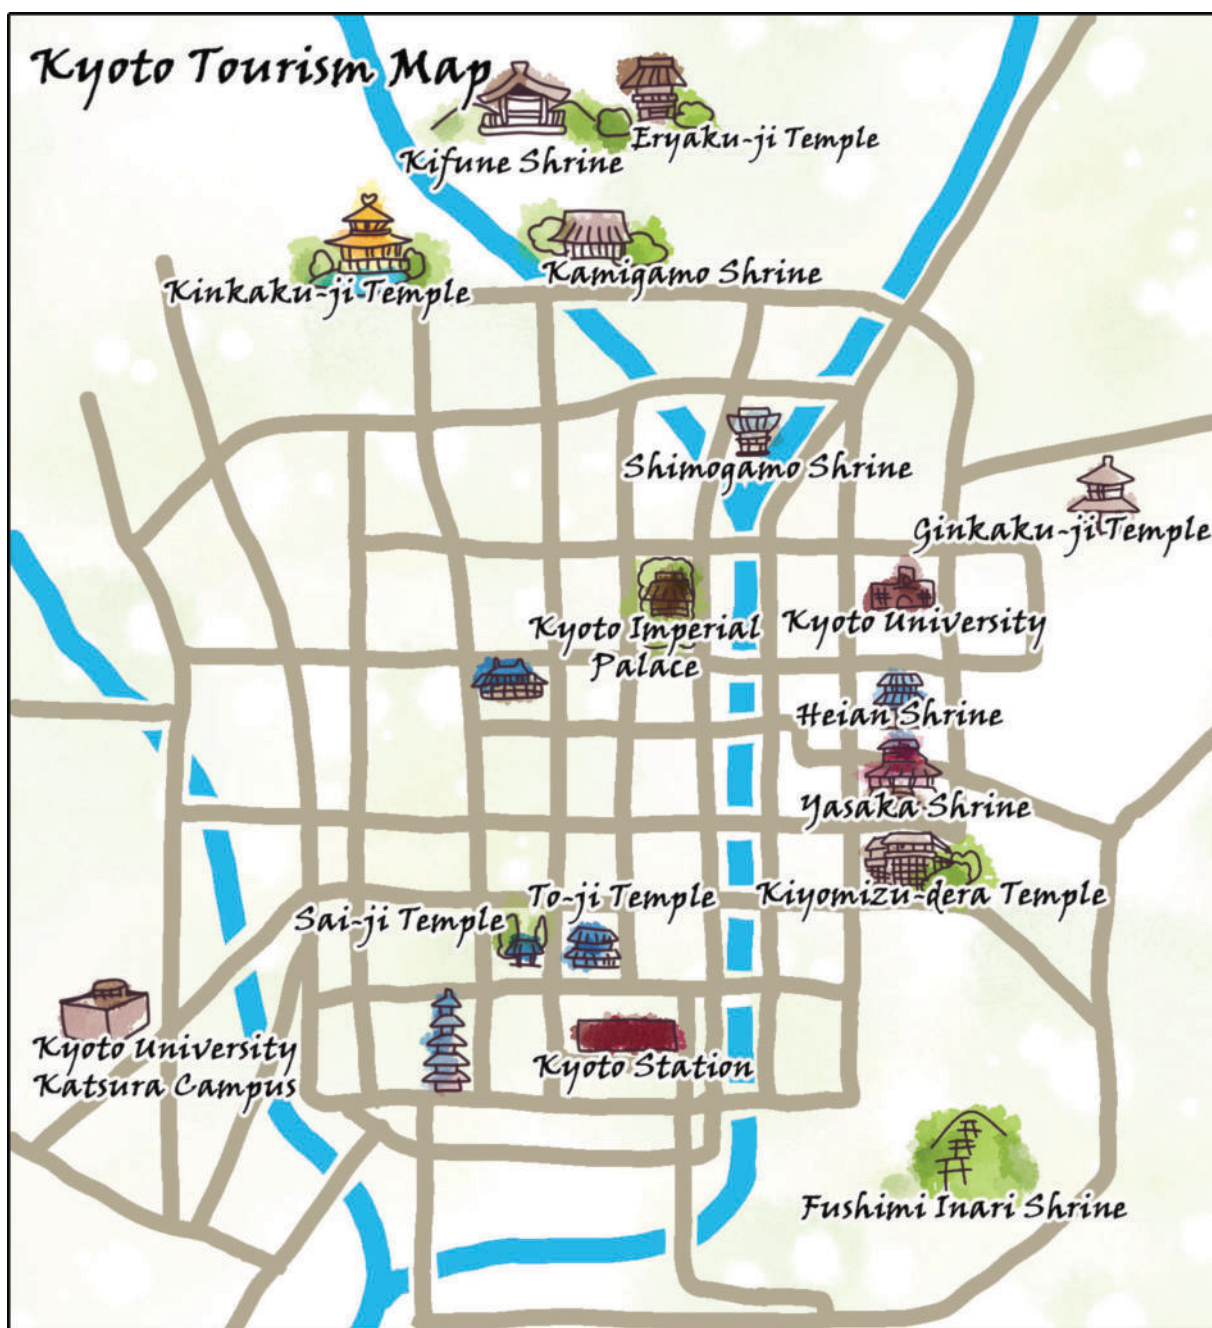 Kyoto Tourism Map
Eryaku-ji Temple
Kifune Shrine
Kamigamo Shrine
Kinkaku-ji Temple
Shimogamo Shrine
Ginkaku-ji Temple
Kyoto Imperial
Palace
Kyoto University
Heian Shrine
Yasaka Shrine
Kiyomizu-dera Temple
To-ji Temple
Sai-ji Temple
Kyoto University
Katsura Campus
Kyoto Station
Fushimi Inari Shrine